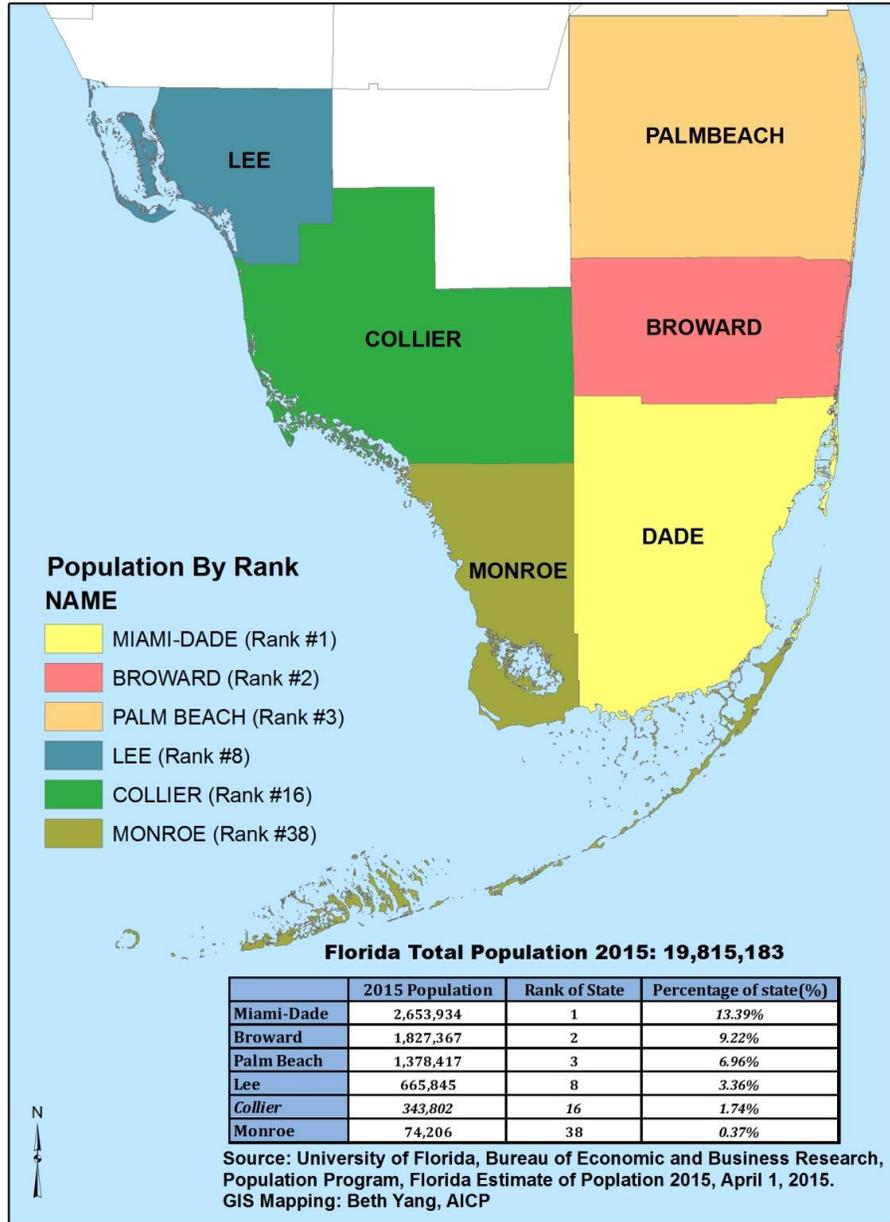 PALMBEACH
LEE
BROWARD
COLLIER
DADE
MONROE
Population By Rank
NAME
MIAMI-DADE (Rank #1)
BROWARD (Rank #2)
PALM BEACH (Rank #3)
LEE (Rank #8)
COLLIER (Rank #16)
MONROE (Rank #38)
Florida Total Population 2015: 19,815,183
2015 Population Rank of State Percentage of state(%)
Miami-Dade 2,653,934 1 13.39%
Broward 1,827,367 2 9.22%
Palm Beach 1,378,417 3 6.96%
Lee 665,845 8 3.36%
Collier 343,802 16 1.74%
Monroe 74,206 38 0.37%
N
Source: University of Florida, Bureau of Economic and Business Research,
Population Program, Florida Estimate of Poplation 2015, April 1, 2015.
GIS Mapping: Beth Yang, AICP